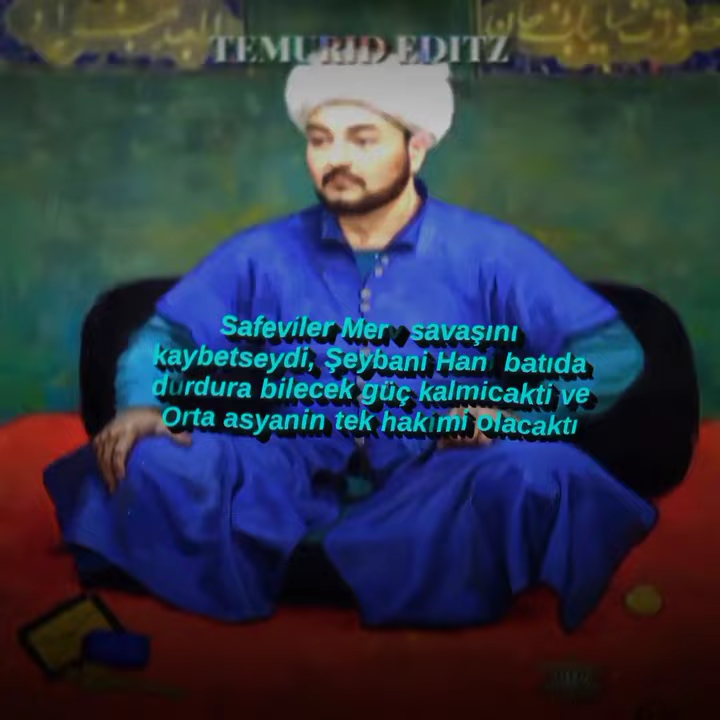 TEMURID EDITZ
Safeviler Mer savaşını
kaybetseydi, Şeybani Han batıda
durdura bilecek güç kalmicakti ve
Orta asyanin tek hakimi olacaktı